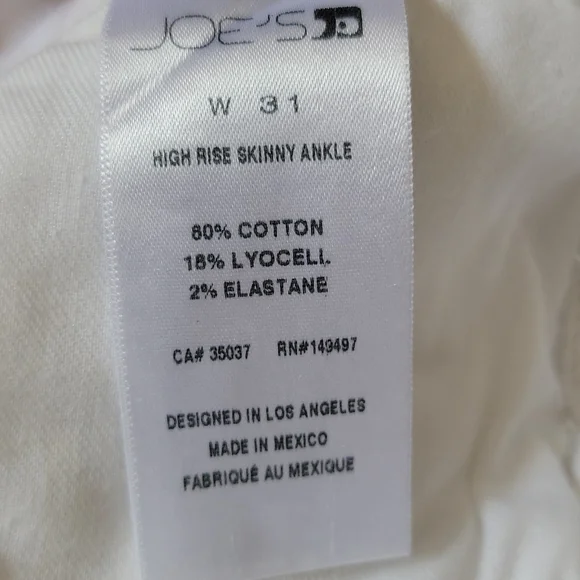 JOE'S JD
W 31
HIGH RISE SKINNY ANKLE
80% COTTON
18% LYOCELL
2% ELASTANE
CA# 35037 RN#149497
DESIGNED IN LOS ANGELES
MADE IN MEXICO
FABRIQUÉ AU MEXIQUE